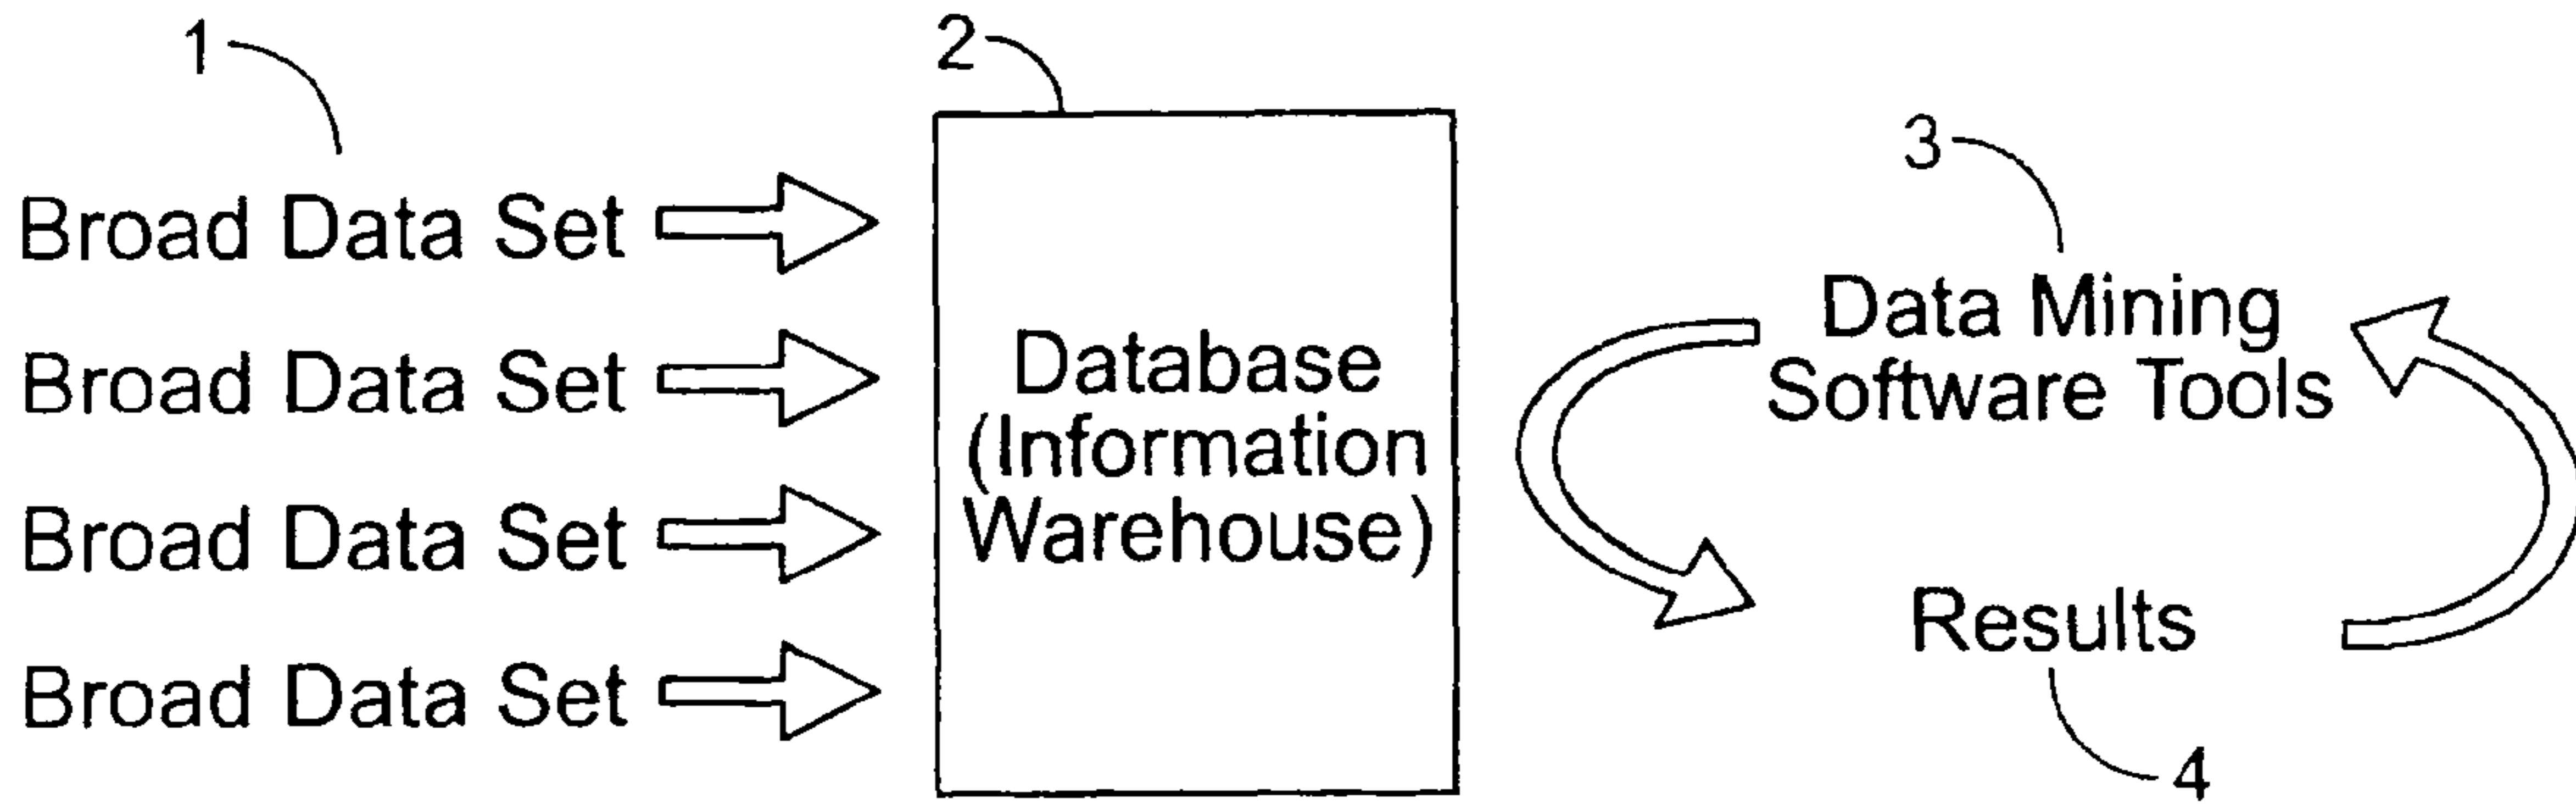 1
2
3
4
Broad Data Set
Broad Data Set
Broad Data Set
Broad Data Set
Database
(Information
Warehouse)
Data Mining
Software Tools
Results